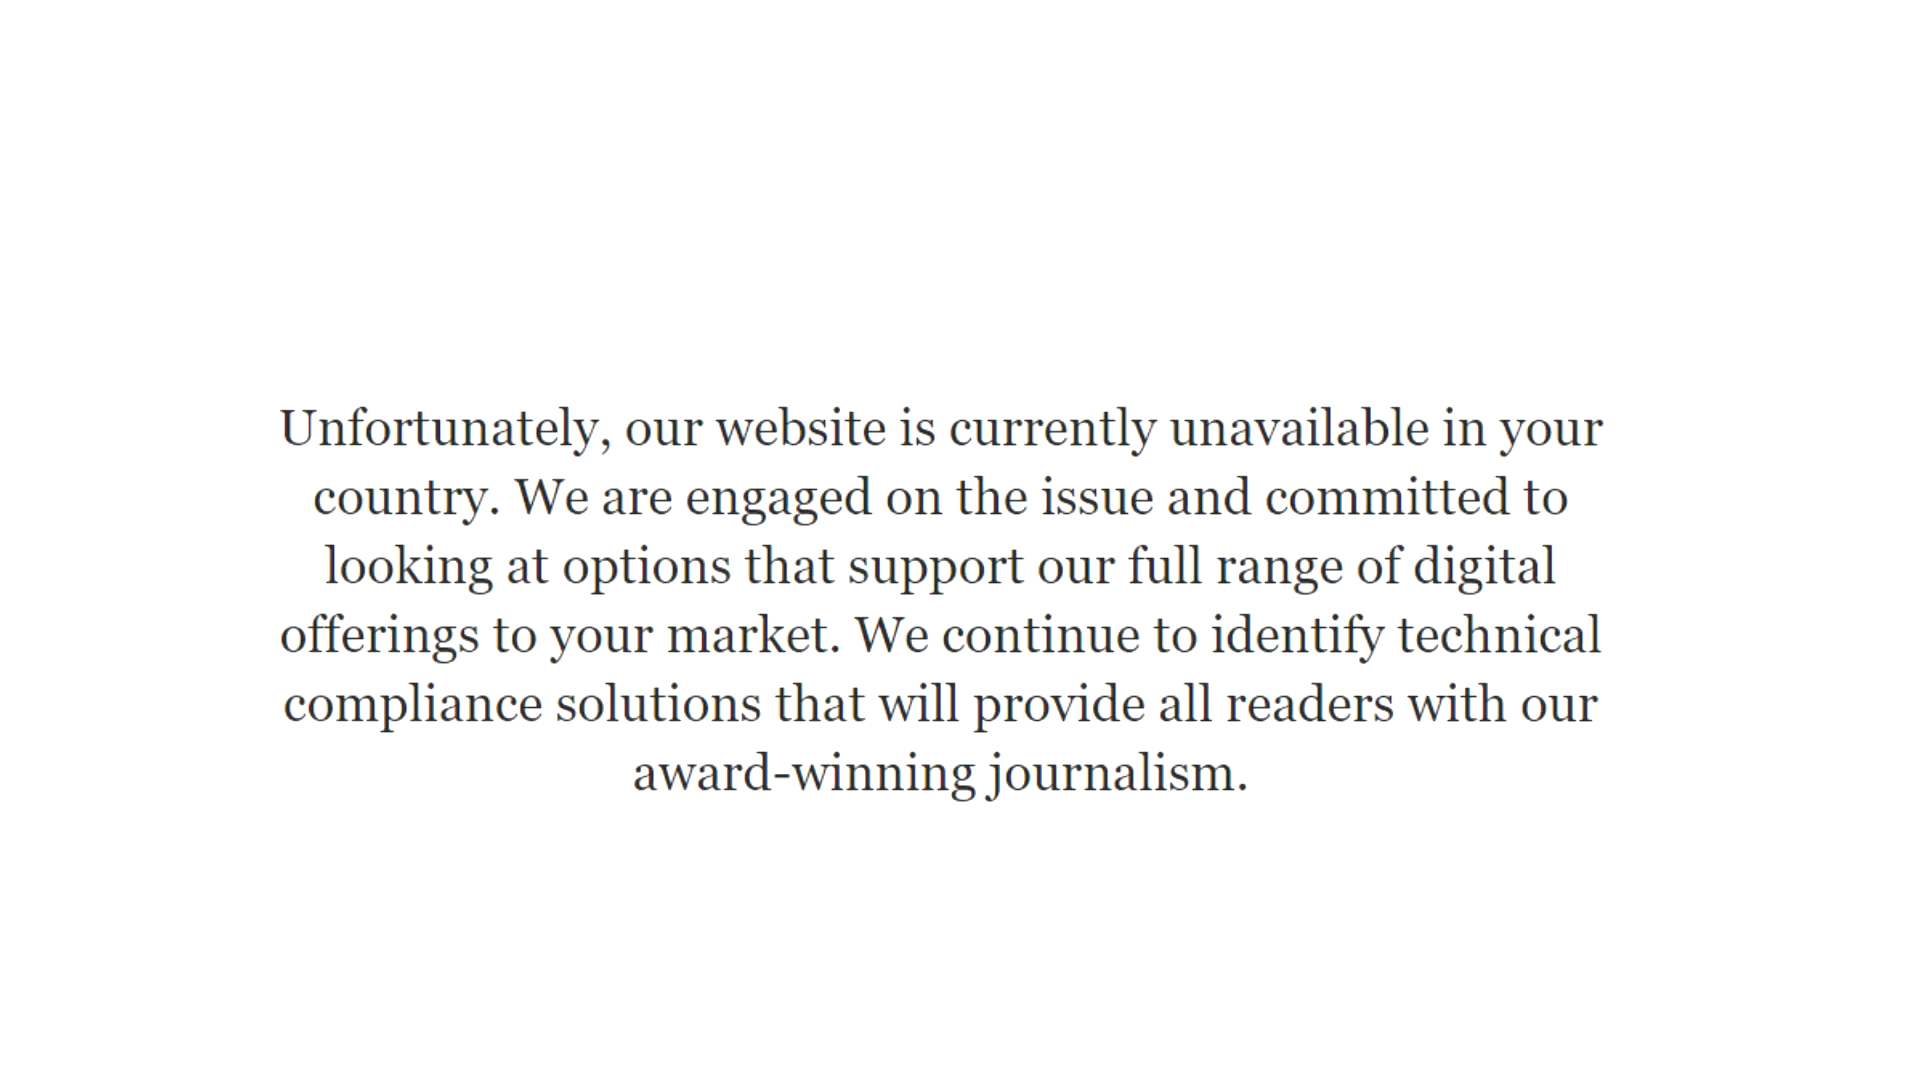 Unfortunately, our website is currently unavailable in your
country. We are engaged on the issue and committed to
looking at options that support our full range of digital
offerings to your market. We continue to identify technical
compliance solutions that will provide all readers with our
award-winning journalism.